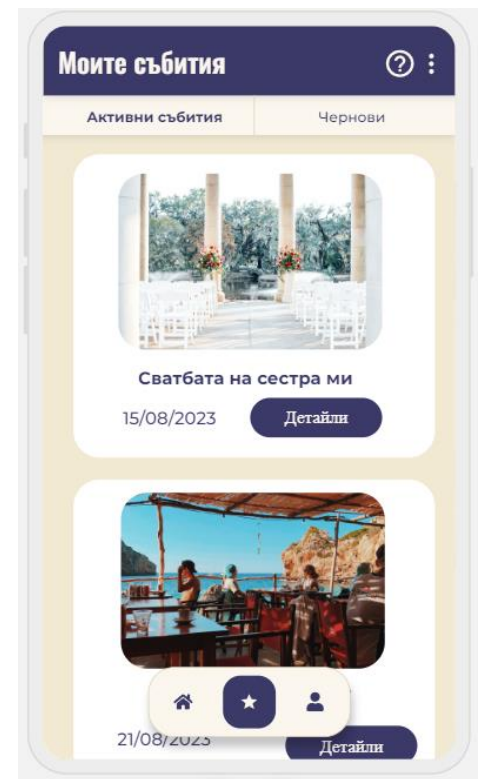 Моите събития
Активни събития Чернови
Сватбата на сестра ми
15/08/2023 Детайли
21/08/2023 Детайли